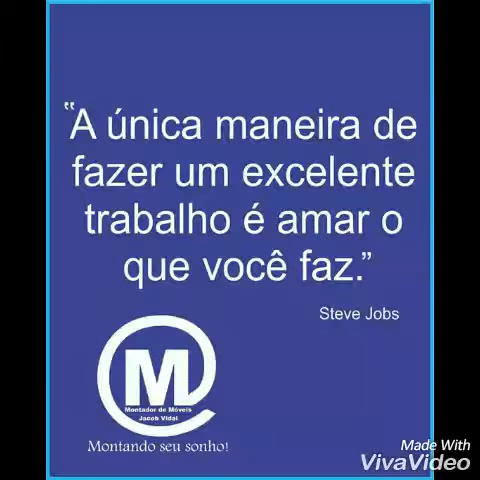 “A única maneira de
fazer um excelente
trabalho é amar o
que você faz.”
Steve Jobs
M
Montador de Móveis
Jacob Vidal
Montando seu sonho!
Made With
VivaVideo